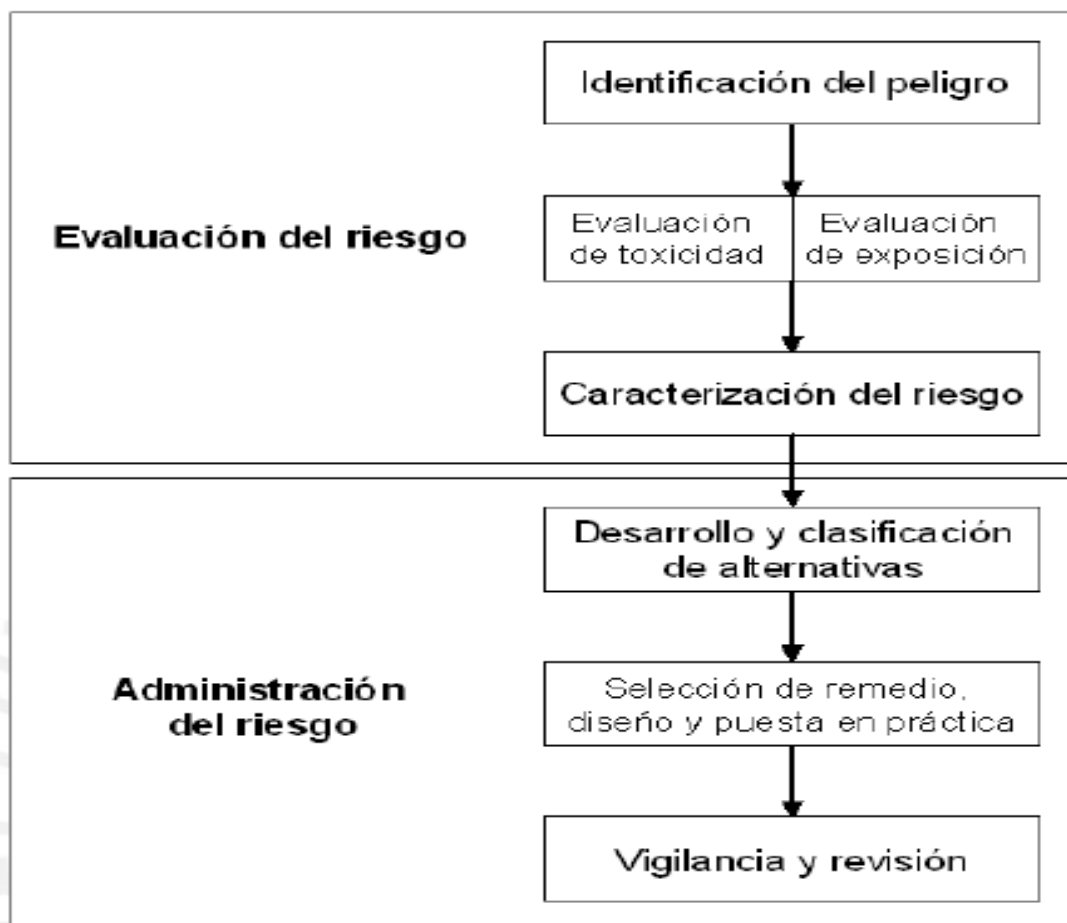 Identificación del peligro
Evaluación del riesgo
Evaluación
de toxicidad
Evaluación
de exposición
Caracterización del riesgo
Desarrollo y clasificación
de alternativas
Administración
del riesgo
Selección de remedio,
diseño y puesta en práctica
Vigilancia y revisión